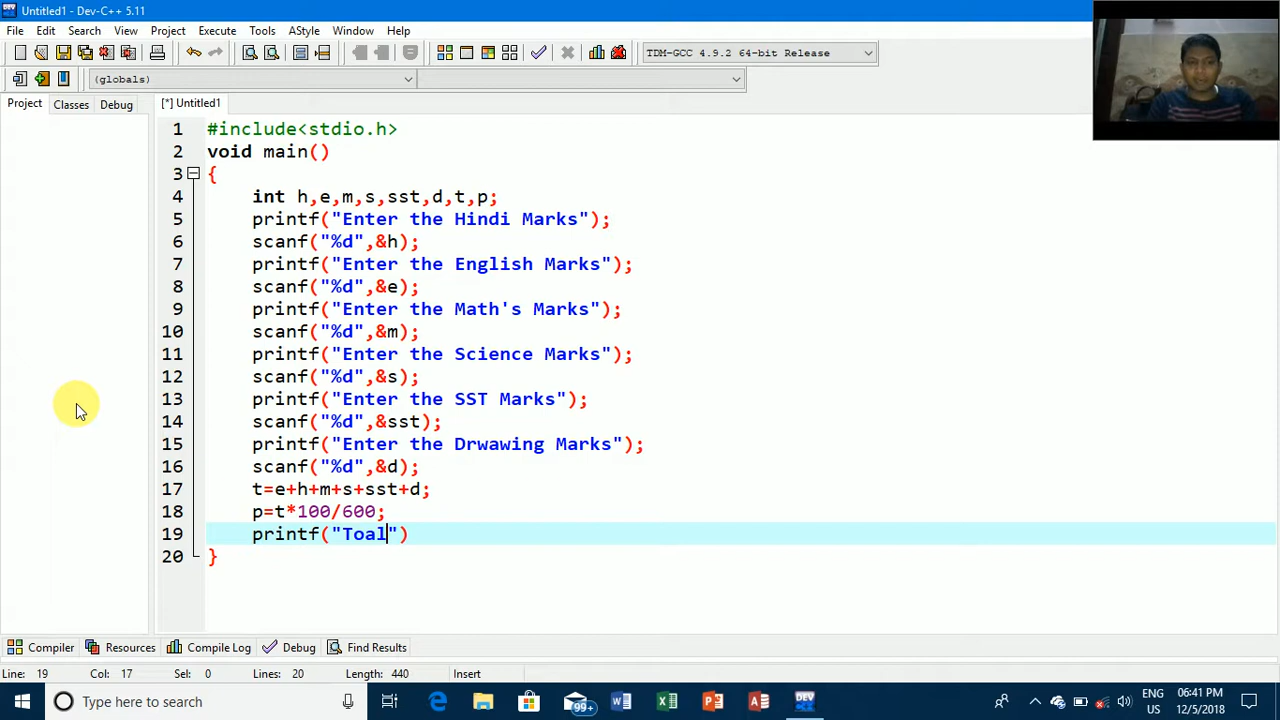 Untitled1 - Dev-C++ 5.11
File Edit Search View Project Execute Tools AStyle Window Help
TDM-GCC 4.9.2 64-bit Release
(globals)
Project Classes Debug [*] Untitled1
1 #include<stdio.h>
2 void main()
3 {
4 int h,e,m,s,sst,d,t,p;
5 printf("Enter the Hindi Marks");
6 scanf("%d",&h);
7 printf("Enter the English Marks");
8 scanf("%d",&e);
9 printf("Enter the Math's Marks");
10 scanf("%d",&m);
11 printf("Enter the Science Marks");
12 scanf("%d",&s);
13 printf("Enter the SST Marks");
14 scanf("%d",&sst);
15 printf("Enter the Drwawing Marks");
16 scanf("%d",&d);
17 t=e+h+m+s+sst+d;
18 p=t*100/600;
19 printf("Toal")
20 }
Compiler Resources Compile Log Debug Find Results
Line: 19 Col: 17 Sel: 0 Lines: 20 Length: 440 Insert
Type here to search 99+ DEV ENG 06:41 PM
US 12/5/2018